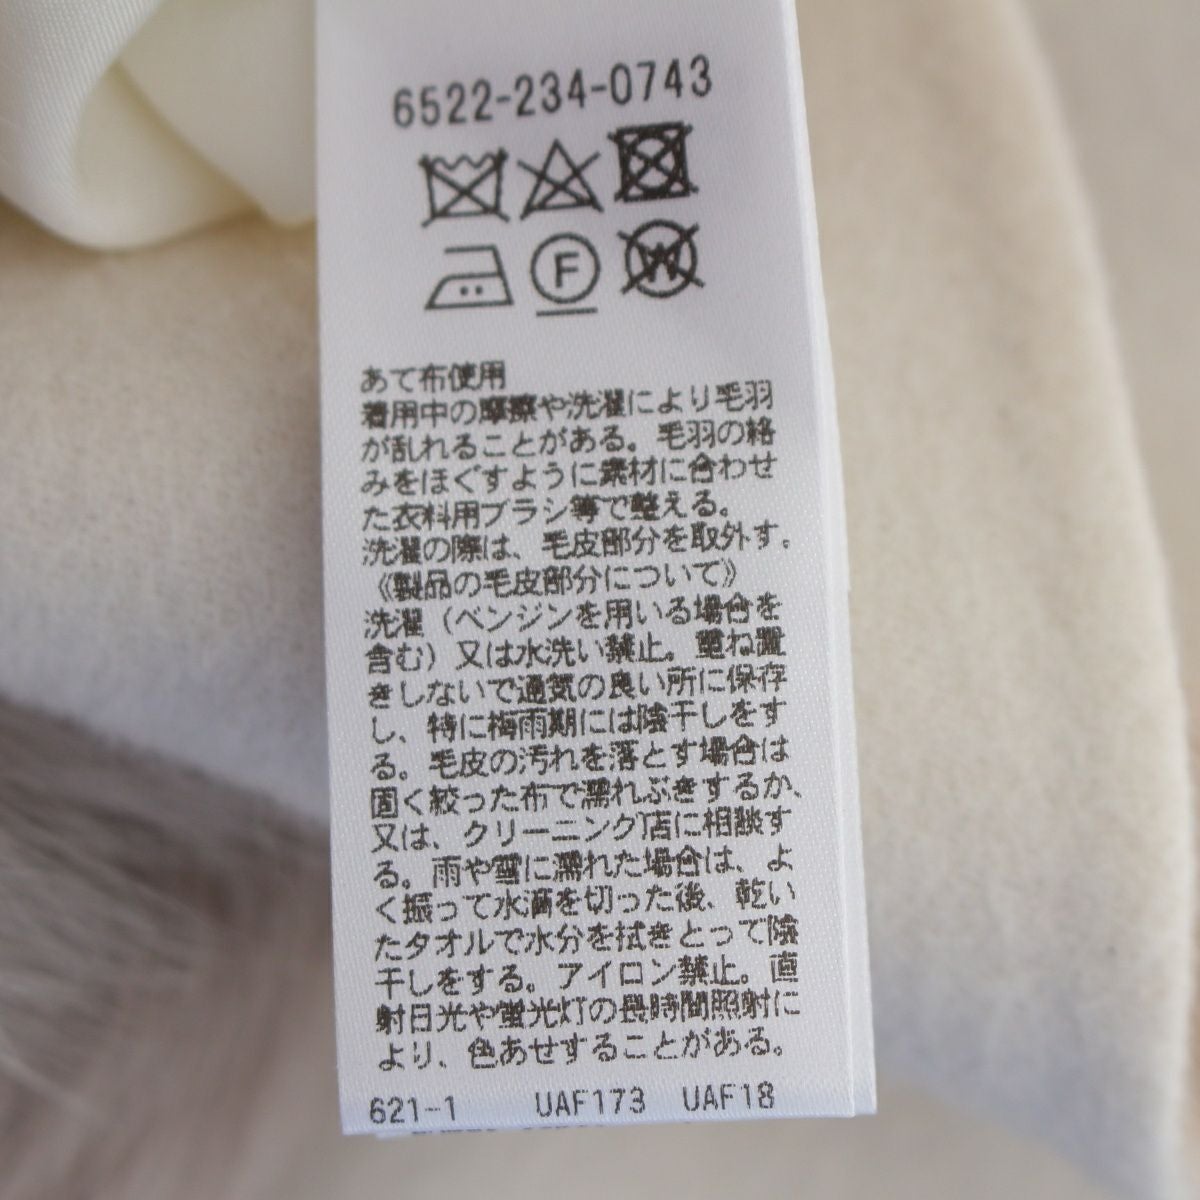 6522-234-0743
F
W
あて布使用
着用中の摩擦や洗濯により毛羽
が乱れることがある。毛羽の絡
みをほぐすように素材に合わせ
た衣料用ブラシ等で整える。
洗濯の際は、毛皮部分を取外す。
《製品の毛皮部分について》
洗濯（ベンジンを用いる場合を
含む）又は水洗い禁止。重ね置
きしないで通気の良い所に保存
し、特に梅雨期には陰干しをす
る。毛皮の汚れを落とす場合は
固く絞った布で濡れぶきするか、
又は、クリーニング店に相談す
る。雨や雪に濡れた場合は、よ
く振って水滴を切った後、乾い
たタオルで水分を拭きとって陰
干しをする。アイロン禁止。直
射日光や蛍光灯の長時間照射に
より、色あせすることがある。
621-1 UAF173 UAF18